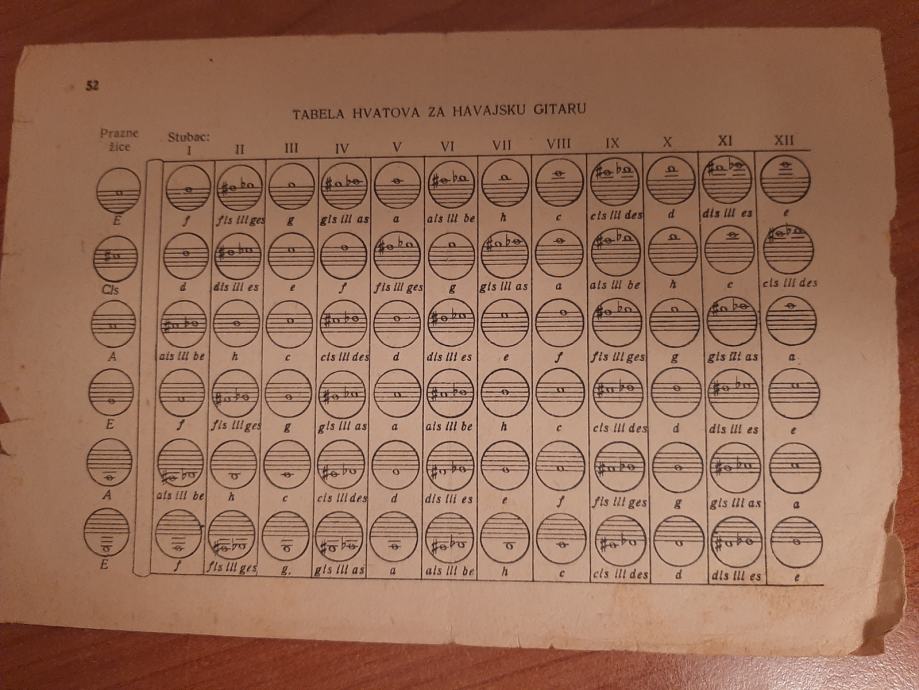 52
TABELA HVATOVA ZA HAVAJSKU GITARU
Prazne žice
Stubac:
I II III IV V VI VII VIII IX X XI XII
E f fis ili ges g gis ili as a ais ili be h c cis ili des d dis ili es e
Cis d dis ili es e f fis ili ges g gis ili as a ais ili be h c cis ili des
A ais ili be h c cis ili des d dis ili es e f fis ili ges g gis ili as a
E f fis ili ges g gis ili as a ais ili be h c cis ili des d dis ili es e
A ais ili be h c cis ili des d dis ili es e f fis ili ges g gis ili as a
E f fis ili ges g. gis ili as a ais ili be h c cis ili des d dis ili es e